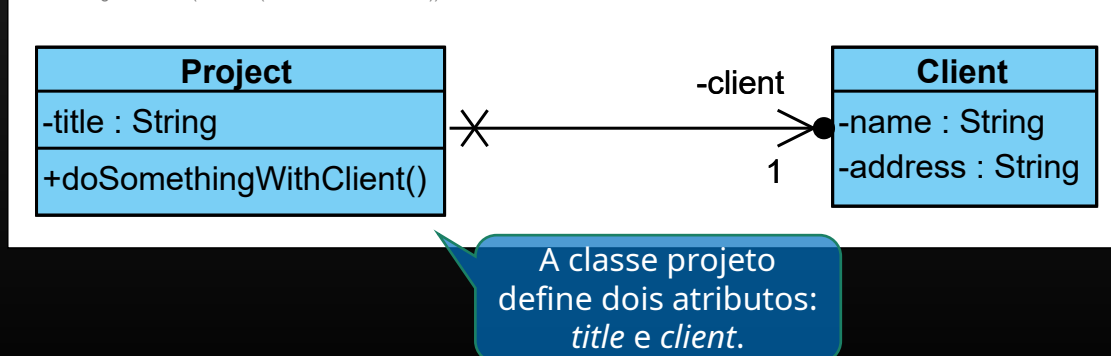 Project
-title : String
+doSomethingWithClient()
-client
1
Client
-name : String
-address : String
A classe projeto
define dois atributos:
title e client.